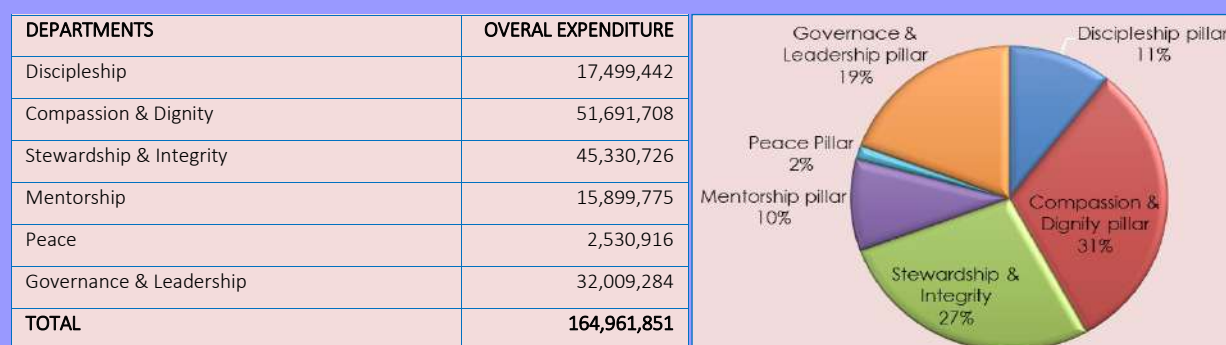 DEPARTMENTS OVERAL EXPENDITURE
Discipleship 17,499,442
Compassion & Dignity 51,691,708
Stewardship & Integrity 45,330,726
Mentorship 15,899,775
Peace 2,530,916
Governance & Leadership 32,009,284
TOTAL 164,961,851
Governace &
Leadership pillar
19%
Discipleship pillar
11%
Peace Pillar
2%
Mentorship pillar
10%
Compassion &
Dignity pillar
31%
Stewardship &
Integrity
27%